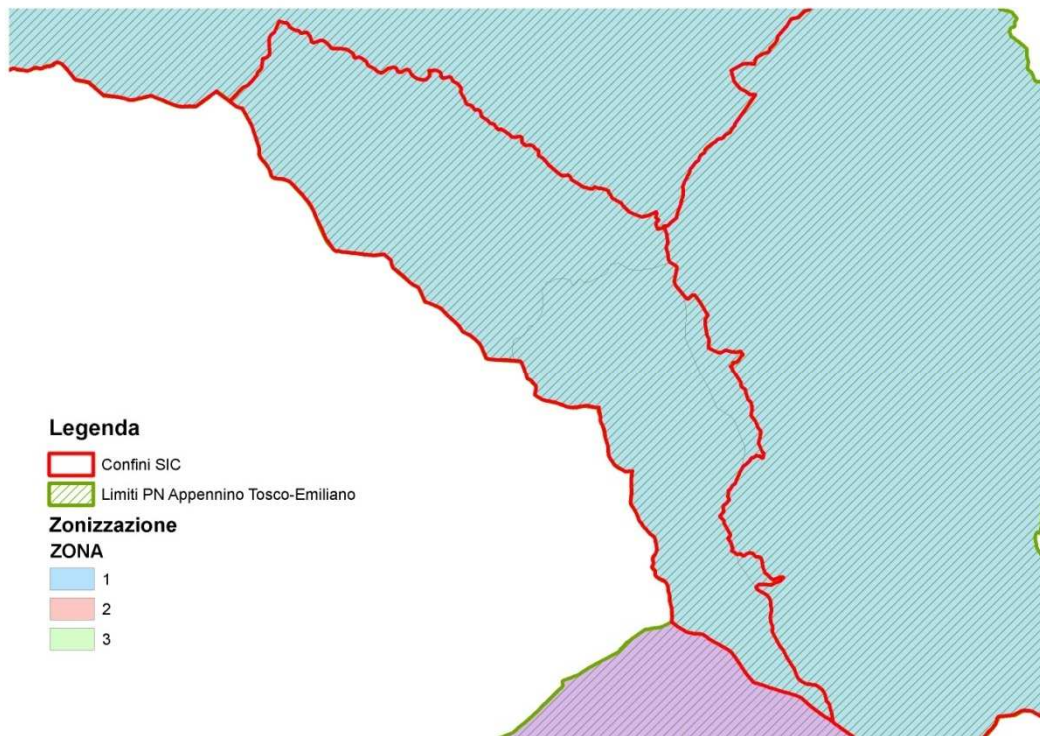 Legenda
Confini SIC
Limiti PN Appennino Tosco-Emiliano
Zonizzazione
ZONA
1
2
3